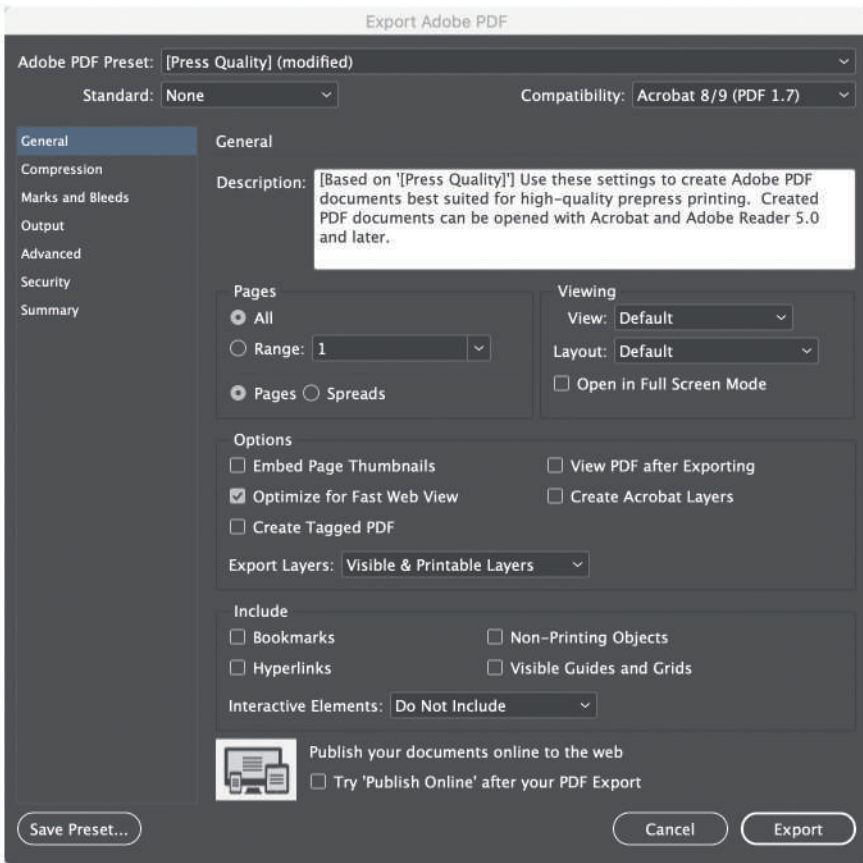 Export Adobe PDF
Adobe PDF Preset: [Press Quality] (modified)
Standard: None Compatibility: Acrobat 8/9 (PDF 1.7)
General
Compression
Marks and Bleeds
Output
Advanced
Security
Summary
General
Description: [Based on '[Press Quality]'] Use these settings to create Adobe PDF
documents best suited for high-quality prepress printing. Created
PDF documents can be opened with Acrobat and Adobe Reader 5.0
and later.
Pages
All
Range: 1
Pages Spreads
Viewing
View: Default
Layout: Default
Open in Full Screen Mode
Options
Embed Page Thumbnails View PDF after Exporting
Optimize for Fast Web View Create Acrobat Layers
Create Tagged PDF
Export Layers: Visible & Printable Layers
Include
Bookmarks Non-Printing Objects
Hyperlinks Visible Guides and Grids
Interactive Elements: Do Not Include
Publish your documents online to the web
Try 'Publish Online' after your PDF Export
Save Preset... Cancel Export